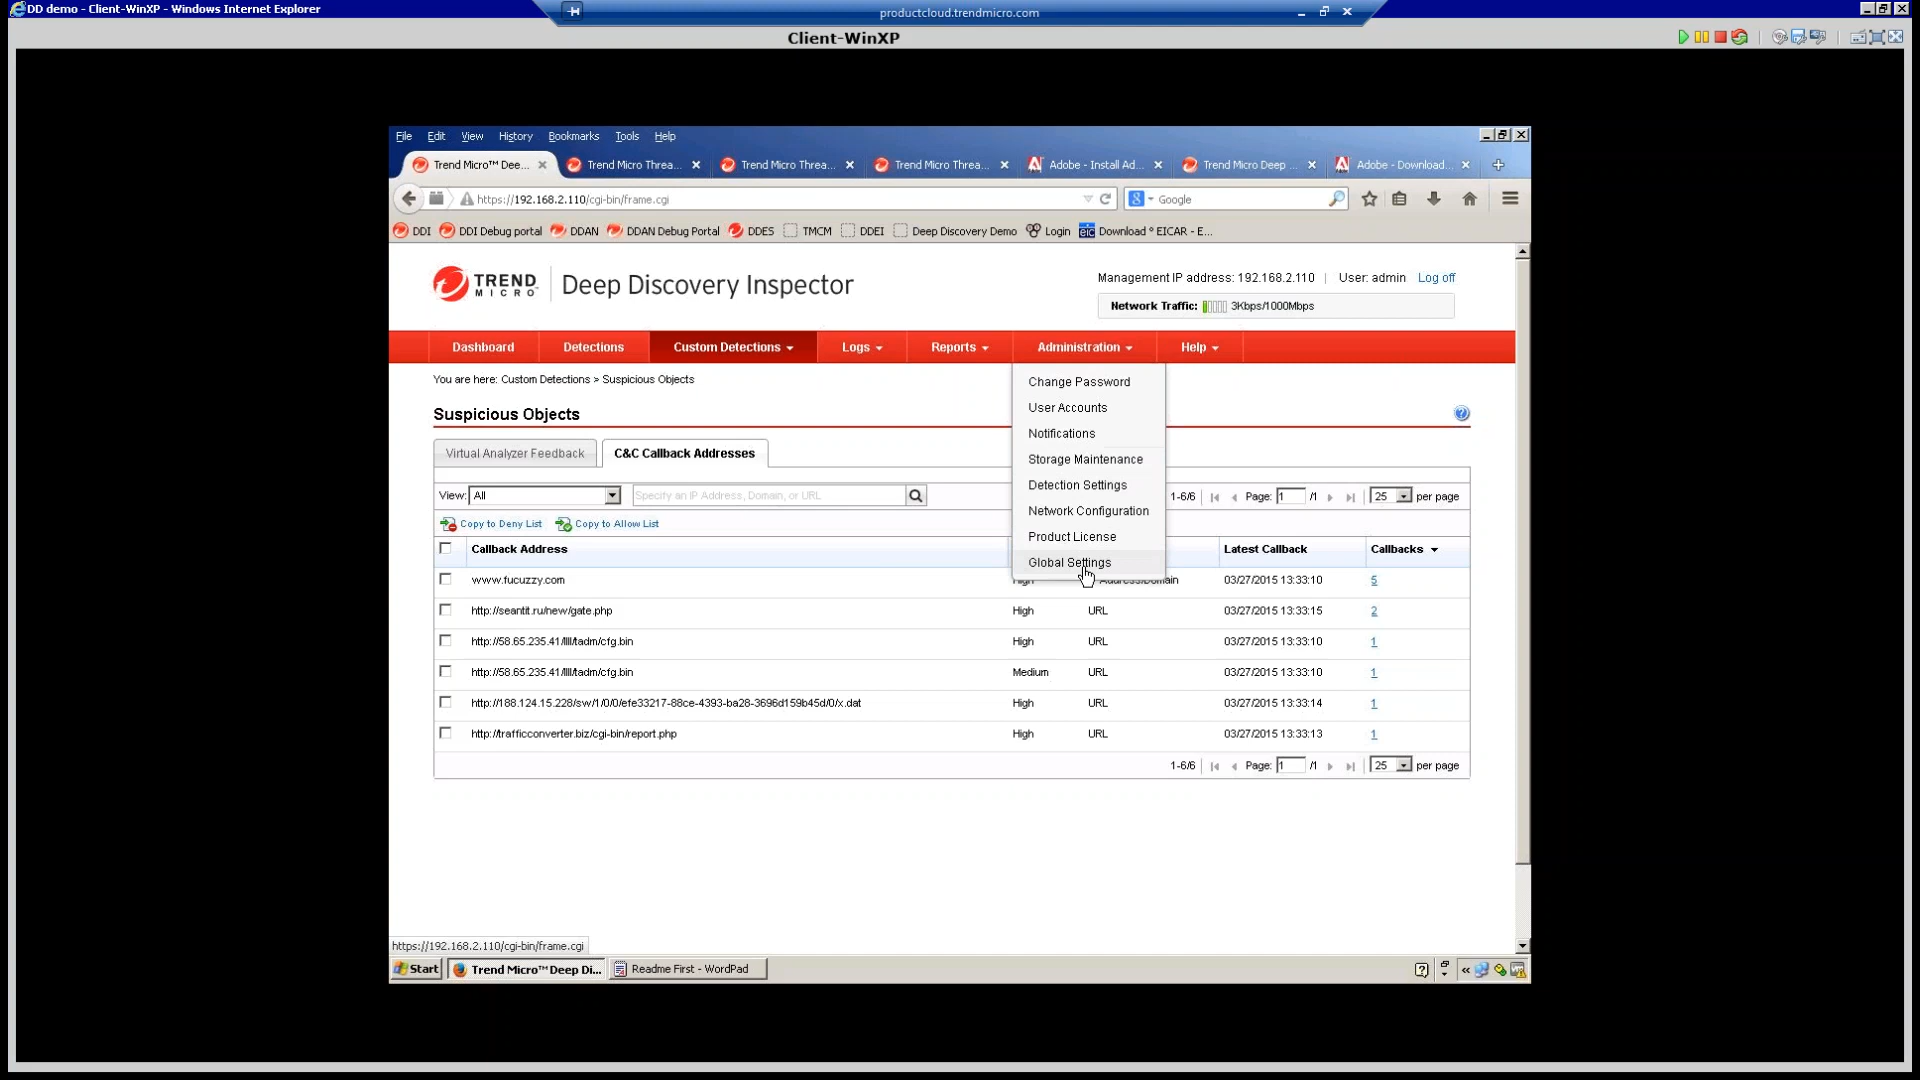 DD demo - Client-WinXP - Windows Internet Explorer
productcloud.trendmicro.com
Client-WinXP
File Edit View History Bookmarks Tools Help
Trend Micro™ Dee... Trend Micro Threa... Trend Micro Threa... Trend Micro Threa... Adobe - Install Ad... Trend Micro Deep ... Adobe - Download...
https://192.168.2.110/cgi-bin/frame.cgi Google
DDI DDI Debug portal DDAN DDAN Debug Portal DDES TMCM DDEI Deep Discovery Demo Login Download ° EICAR - E...
TREND MICRO Deep Discovery Inspector
Management IP address: 192.168.2.110 | User: admin Log off
Network Traffic: 3Kbps/1000Mbps
Dashboard Detections Custom Detections Logs Reports Administration Help
You are here: Custom Detections > Suspicious Objects
Change Password
User Accounts
Notifications
Storage Maintenance
Detection Settings
Network Configuration
Product License
Global Settings
Suspicious Objects
Virtual Analyzer Feedback C&C Callback Addresses
View: All Specify an IP Address, Domain, or URL 1-6/6 Page: 1 /1 25 per page
Copy to Deny List Copy to Allow List
Callback Address Latest Callback Callbacks
www.fucuzzy.com High Address/Domain 03/27/2015 13:33:10 5
http://seantit.ru/new/gate.php High URL 03/27/2015 13:33:15 2
http://58.65.235.41/llll/tadm/cfg.bin High URL 03/27/2015 13:33:10 1
http://58.65.235.41/llll/tadm/cfg.bin Medium URL 03/27/2015 13:33:10 1
http://188.124.15.228/sw/1/0/0/efe33217-88ce-4393-ba28-3696d159b45d/0/x.dat High URL 03/27/2015 13:33:14 1
http://trafficconverter.biz/cgi-bin/report.php High URL 03/27/2015 13:33:13 1
1-6/6 Page: 1 /1 25 per page
https://192.168.2.110/cgi-bin/frame.cgi
Start Trend Micro™ Deep Di... Readme First - WordPad